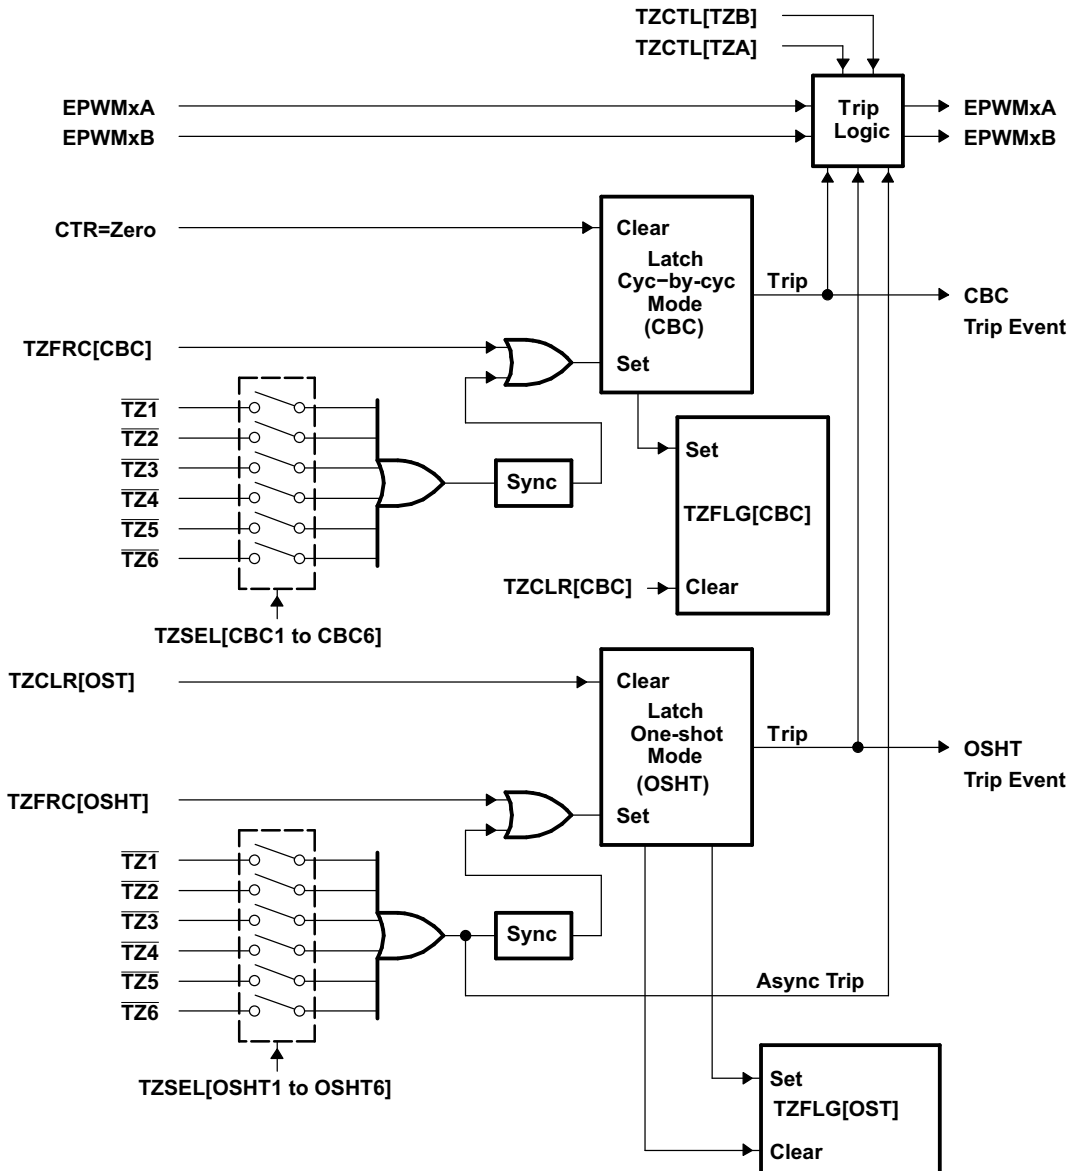 TZCTL[TZB]
TZCTL[TZA]
EPWMxA
EPWMxB
Trip
Logic
EPWMxA
EPWMxB
CTR=Zero
Clear
Latch
Cyc−by-cyc
Mode
(CBC)
Set
Trip
CBC
Trip Event
TZFRC[CBC]
TZ1
TZ2
TZ3
TZ4
TZ5
TZ6
Sync
Set
TZFLG[CBC]
Clear
TZCLR[CBC]
TZSEL[CBC1 to CBC6]
TZCLR[OST]
Clear
Latch
One-shot
Mode
(OSHT)
Set
Trip
OSHT
Trip Event
TZFRC[OSHT]
TZ1
TZ2
TZ3
TZ4
TZ5
TZ6
Sync
Async Trip
TZSEL[OSHT1 to OSHT6]
Set
TZFLG[OST]
Clear